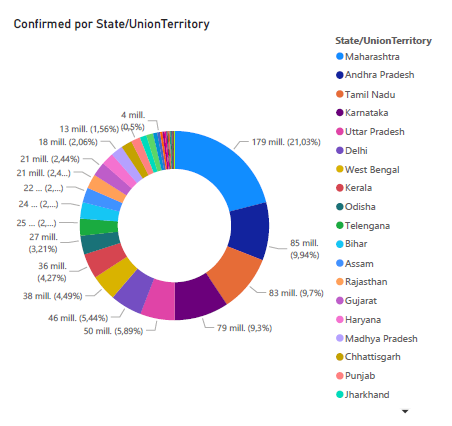 Confirmed por State/UnionTerritory
State/UnionTerritory
Maharashtra
Andhra Pradesh
Tamil Nadu
Karnataka
Uttar Pradesh
Delhi
West Bengal
Kerala
Odisha
Telengana
Bihar
Assam
Rajasthan
Gujarat
Haryana
Madhya Pradesh
Chhattisgarh
Punjab
Jharkhand
4 mill.
(0,5%)
13 mill. (1,56%)
18 mill. (2,06%)
21 mill. (2,44%)
21 mill. (2,4...)
22 ... (2,...)
24 ... (2,...)
25 ... (2,...)
27 mill.
(3,21%)
36 mill.
(4,27%)
38 mill. (4,49%)
46 mill. (5,44%)
50 mill. (5,89%)
79 mill. (9,3%)
83 mill. (9,7%)
85 mill.
(9,94%)
179 mill. (21,03%)